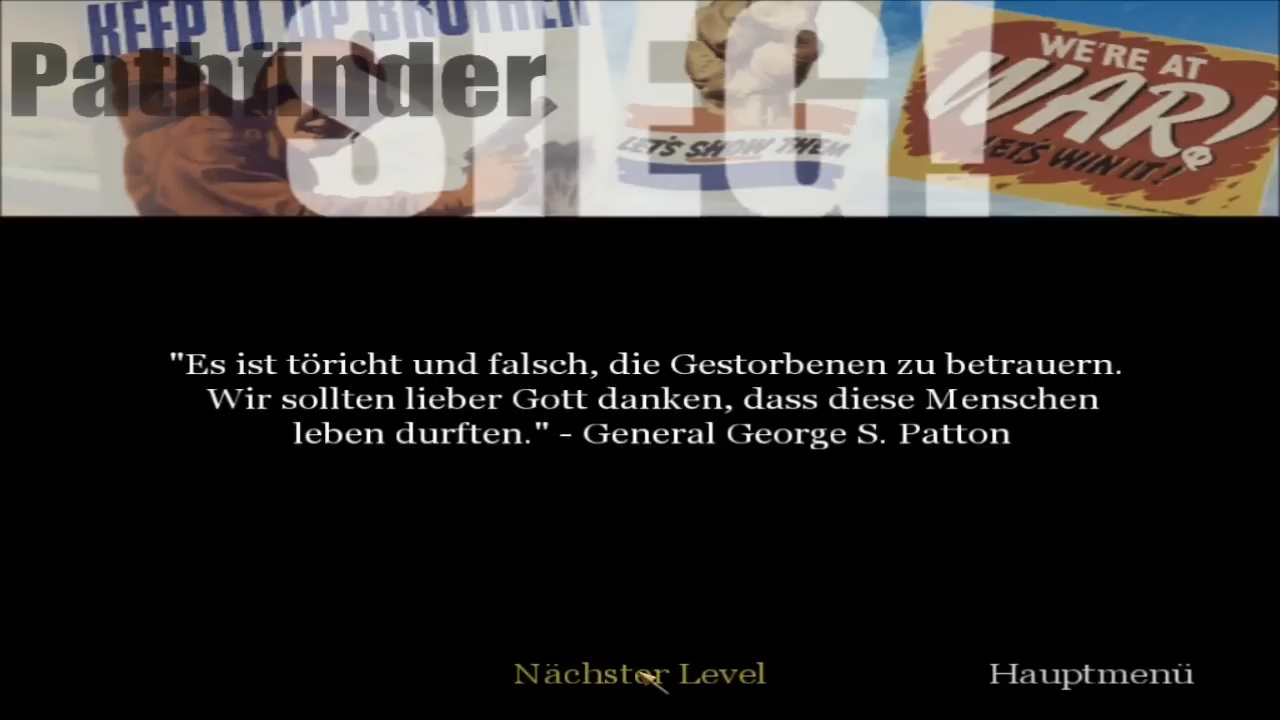 KEEP IT UP BROTHER
Pathfinder
SIEG!
LET'S SHOW THEM
WE'RE AT
WAR!
LET'S WIN IT!
"Es ist töricht und falsch, die Gestorbenen zu betrauern.
Wir sollten lieber Gott danken, dass diese Menschen
leben durften." - General George S. Patton
Nächster Level
Hauptmenü